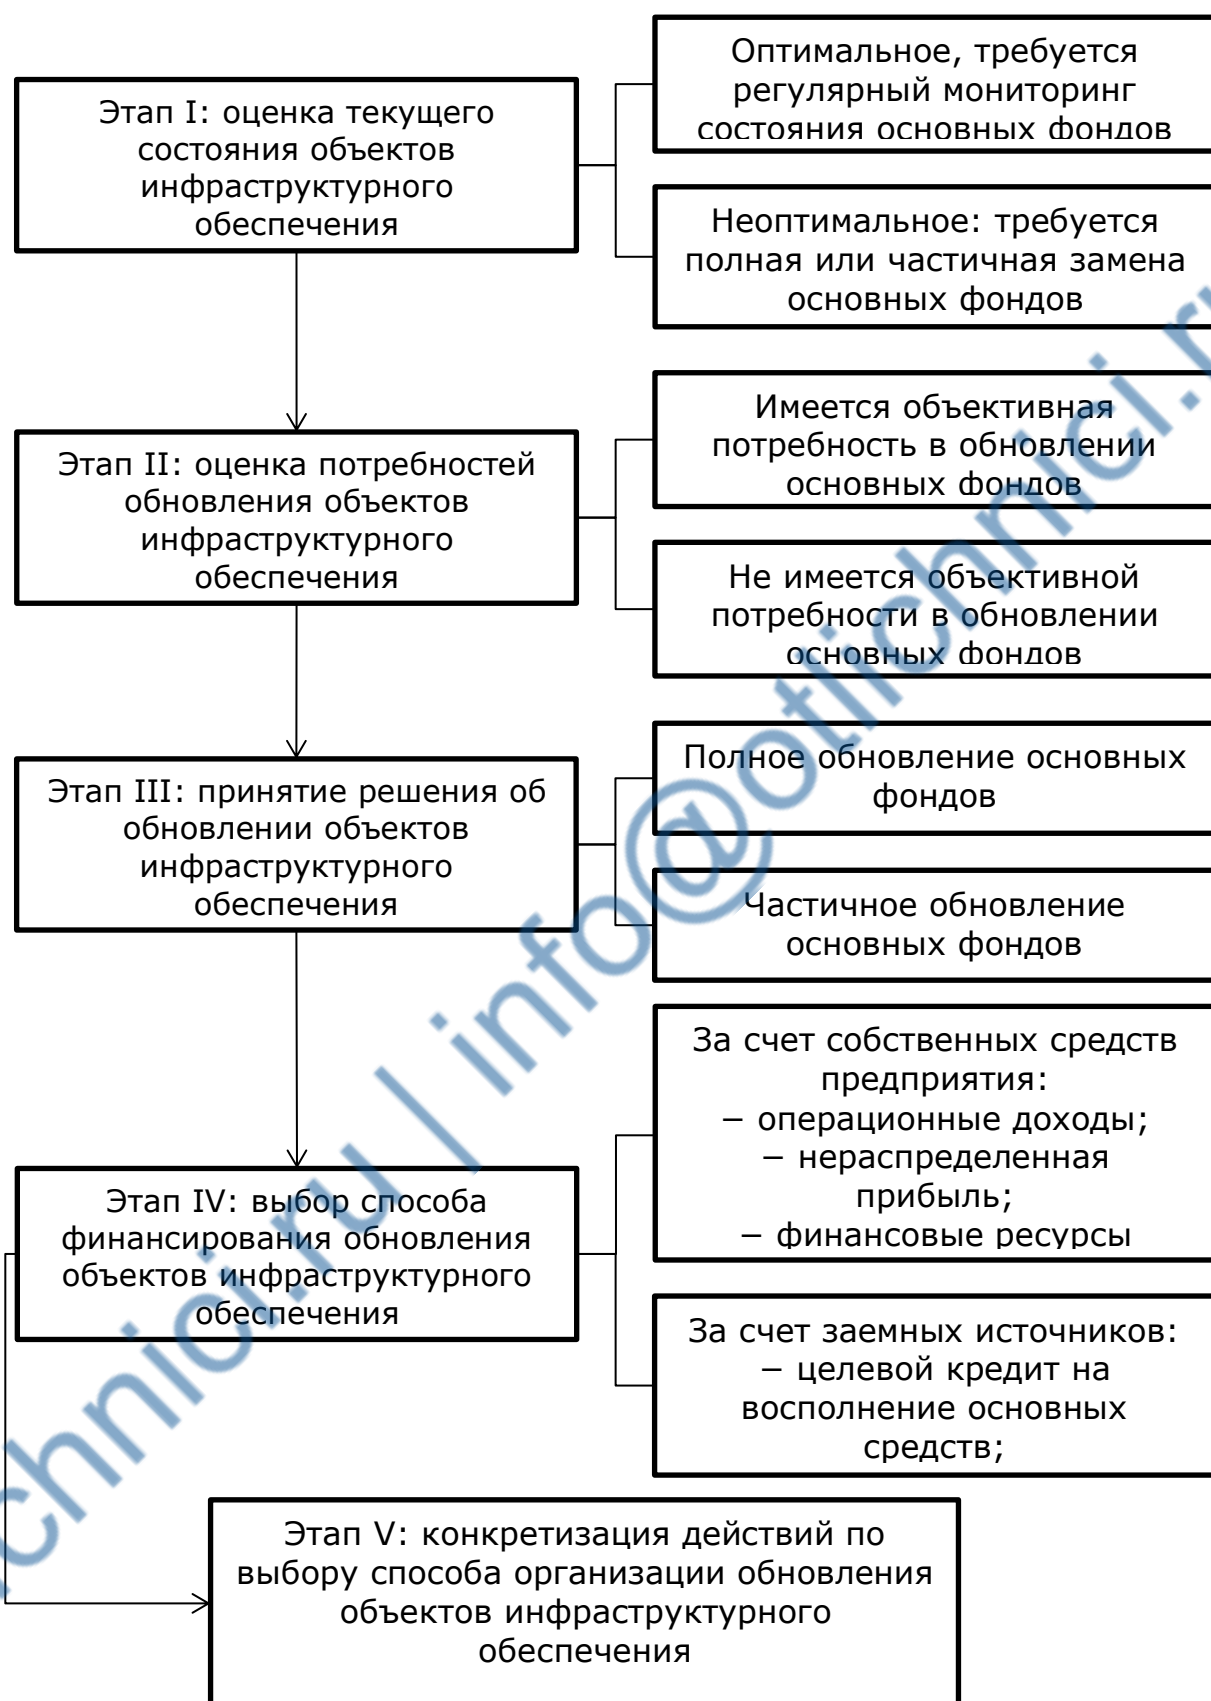 Этап I: оценка текущего
состояния объектов
инфраструктурного
обеспечения
Оптимальное, требуется
регулярный мониторинг
состояния основных фондов
Неоптимальное: требуется
полная или частичная замена
основных фондов
Этап II: оценка потребностей
обновления объектов
инфраструктурного
обеспечения
Имеется объективная
потребность в обновлении
основных фондов
Не имеется объективной
потребности в обновлении
основных фондов
Этап III: принятие решения об
обновлении объектов
инфраструктурного
обеспечения
Полное обновление основных
фондов
Частичное обновление
основных фондов
Этап IV: выбор способа
финансирования обновления
объектов инфраструктурного
обеспечения
За счет собственных средств
предприятия:
− операционные доходы;
− нераспределенная
прибыль;
− финансовые ресурсы
За счет заемных источников:
− целевой кредит на
восполнение основных
средств;
Этап V: конкретизация действий по
выбору способа организации обновления
объектов инфраструктурного
обеспечения
chnici.ru | info@otlichnici.r